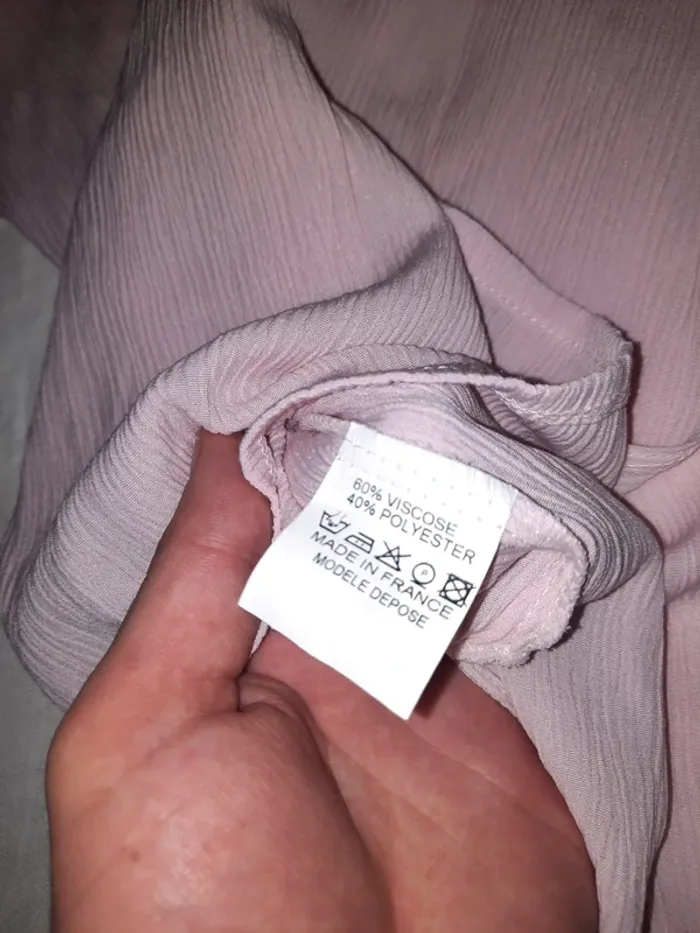 60% VISCOSE
40% POLYESTER
MADE IN FRANCE
MODELE DEPOSE